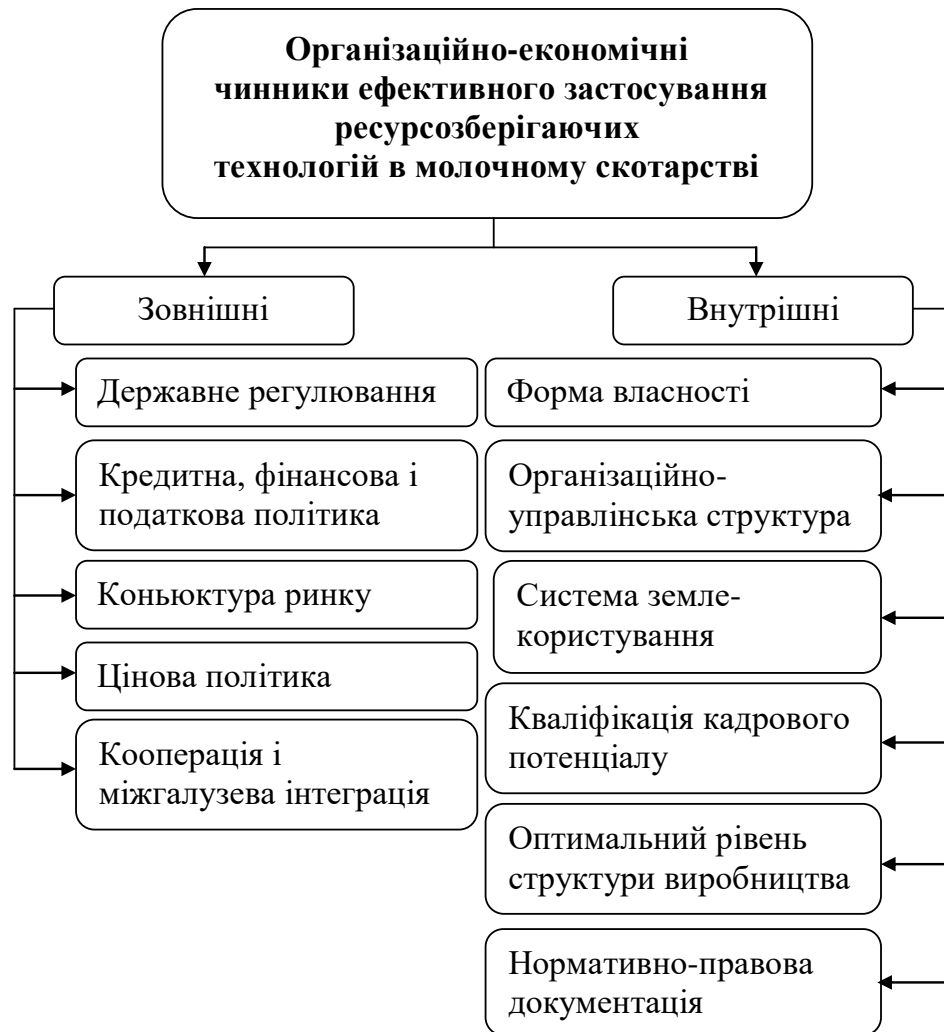 Організаційно-економічні
чинники ефективного застосування
ресурсозберігаючих
технологій в молочному скотарстві
Зовнішні
Внутрішні
Державне регулювання
Кредитна, фінансова і
податкова політика
Коньюктура ринку
Цінова політика
Кооперація і
міжгалузева інтеграція
Форма власності
Організаційно-
управлінська структура
Система земле-
користування
Кваліфікація кадрового
потенціалу
Оптимальний рівень
структури виробництва
Нормативно-правова
документація